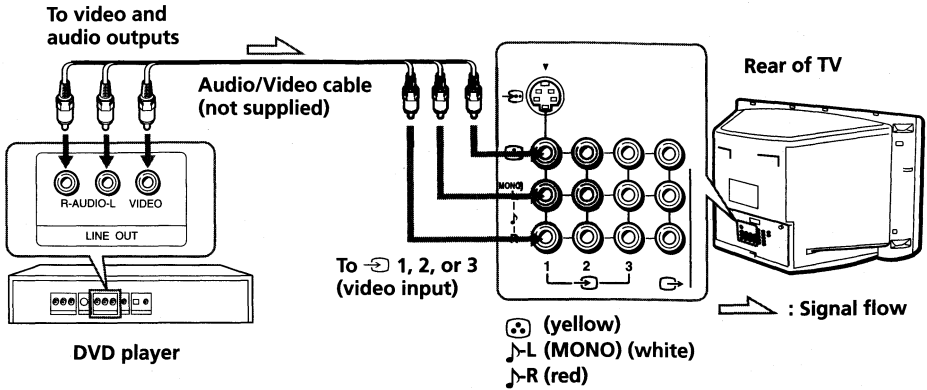 To video and
audio outputs
Audio/Video cable
(not supplied)
Rear of TV
R-AUDIO-L VIDEO
LINE OUT
MONO)
R
1 2 3
To 1, 2, or 3
(video input)
: Signal flow
DVD player
(yellow)
-L (MONO) (white)
-R (red)